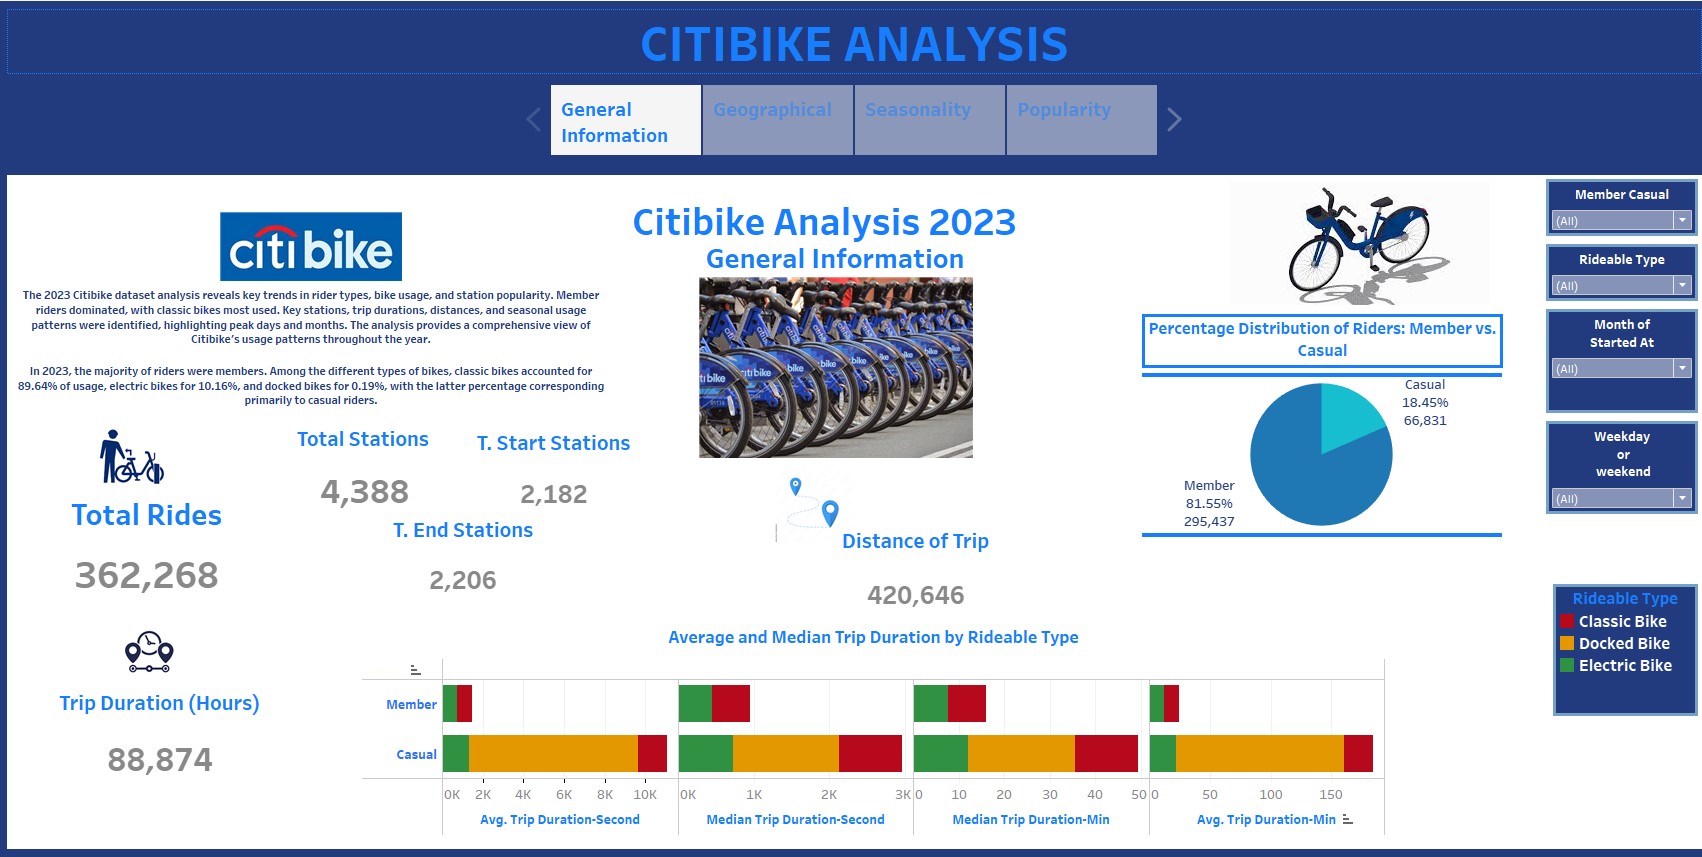 CITIBIKE ANALYSIS
General
Information
Geographical
Seasonality
Popularity
citi bike
The 2023 Citibike dataset analysis reveals key trends in rider types, bike usage, and station popularity. Member
riders dominated, with classic bikes most used. Key stations, trip durations, distances, and seasonal usage
patterns were identified, highlighting peak days and months. The analysis provides a comprehensive view of
Citibike's usage patterns throughout the year.
In 2023, the majority of riders were members. Among the different types of bikes, classic bikes accounted for
89.64% of usage, electric bikes for 10.16%, and docked bikes for 0.19%, with the latter percentage corresponding
primarily to casual riders.
Citibike Analysis 2023
General Information
citi bike
citi bike
citi bike
Percentage Distribution of Riders: Member vs.
Casual
Casual
18.45%
66,831
Member
81.55%
295,437
Member Casual
(All)
Rideable Type
(All)
Month of
Started At
(All)
Weekday
or
weekend
(All)
Total Rides
362,268
Total Stations
4,388
T. Start Stations
2,182
T. End Stations
2,206
Distance of Trip
420,646
Trip Duration (Hours)
88,874
Rideable Type
Classic Bike
Docked Bike
Electric Bike
Average and Median Trip Duration by Rideable Type
Member
Casual
0K 2K 4K 6K 8K 10K
Avg. Trip Duration-Second
0K 1K 2K 3K
Median Trip Duration-Second
0 10 20 30 40 50
Median Trip Duration-Min
0 50 100 150
Avg. Trip Duration-Min